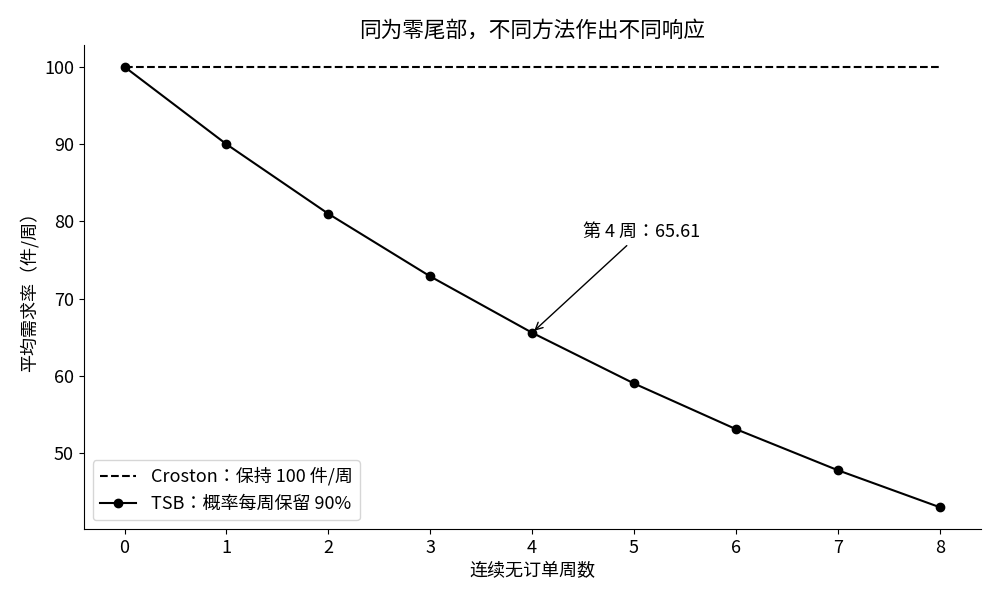 同为零尾部，不同方法作出不同响应
平均需求率（件/周）
100
90
80
70
60
50
第 4 周：65.61
Croston：保持 100 件/周
TSB：概率每周保留 90%
0 1 2 3 4 5 6 7 8
连续无订单周数